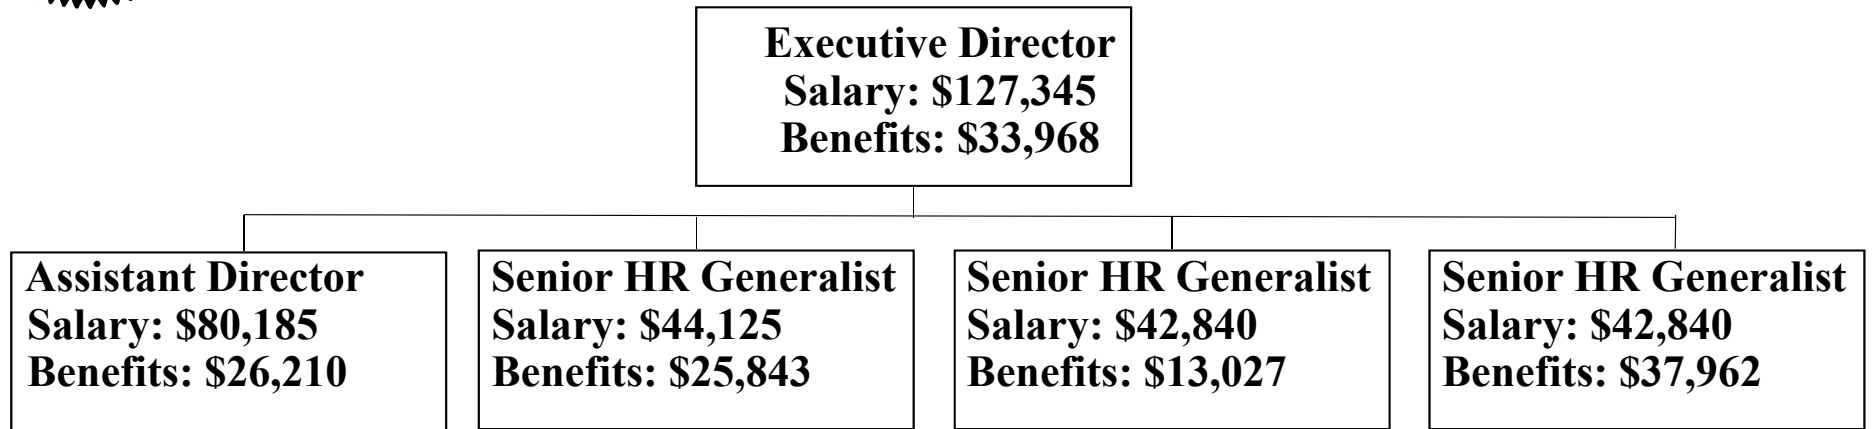 Executive Director
Salary: $127,345
Benefits: $33,968
Assistant Director
Salary: $80,185
Benefits: $26,210
Senior HR Generalist
Salary: $44,125
Benefits: $25,843
Senior HR Generalist
Salary: $42,840
Benefits: $13,027
Senior HR Generalist
Salary: $42,840
Benefits: $37,962